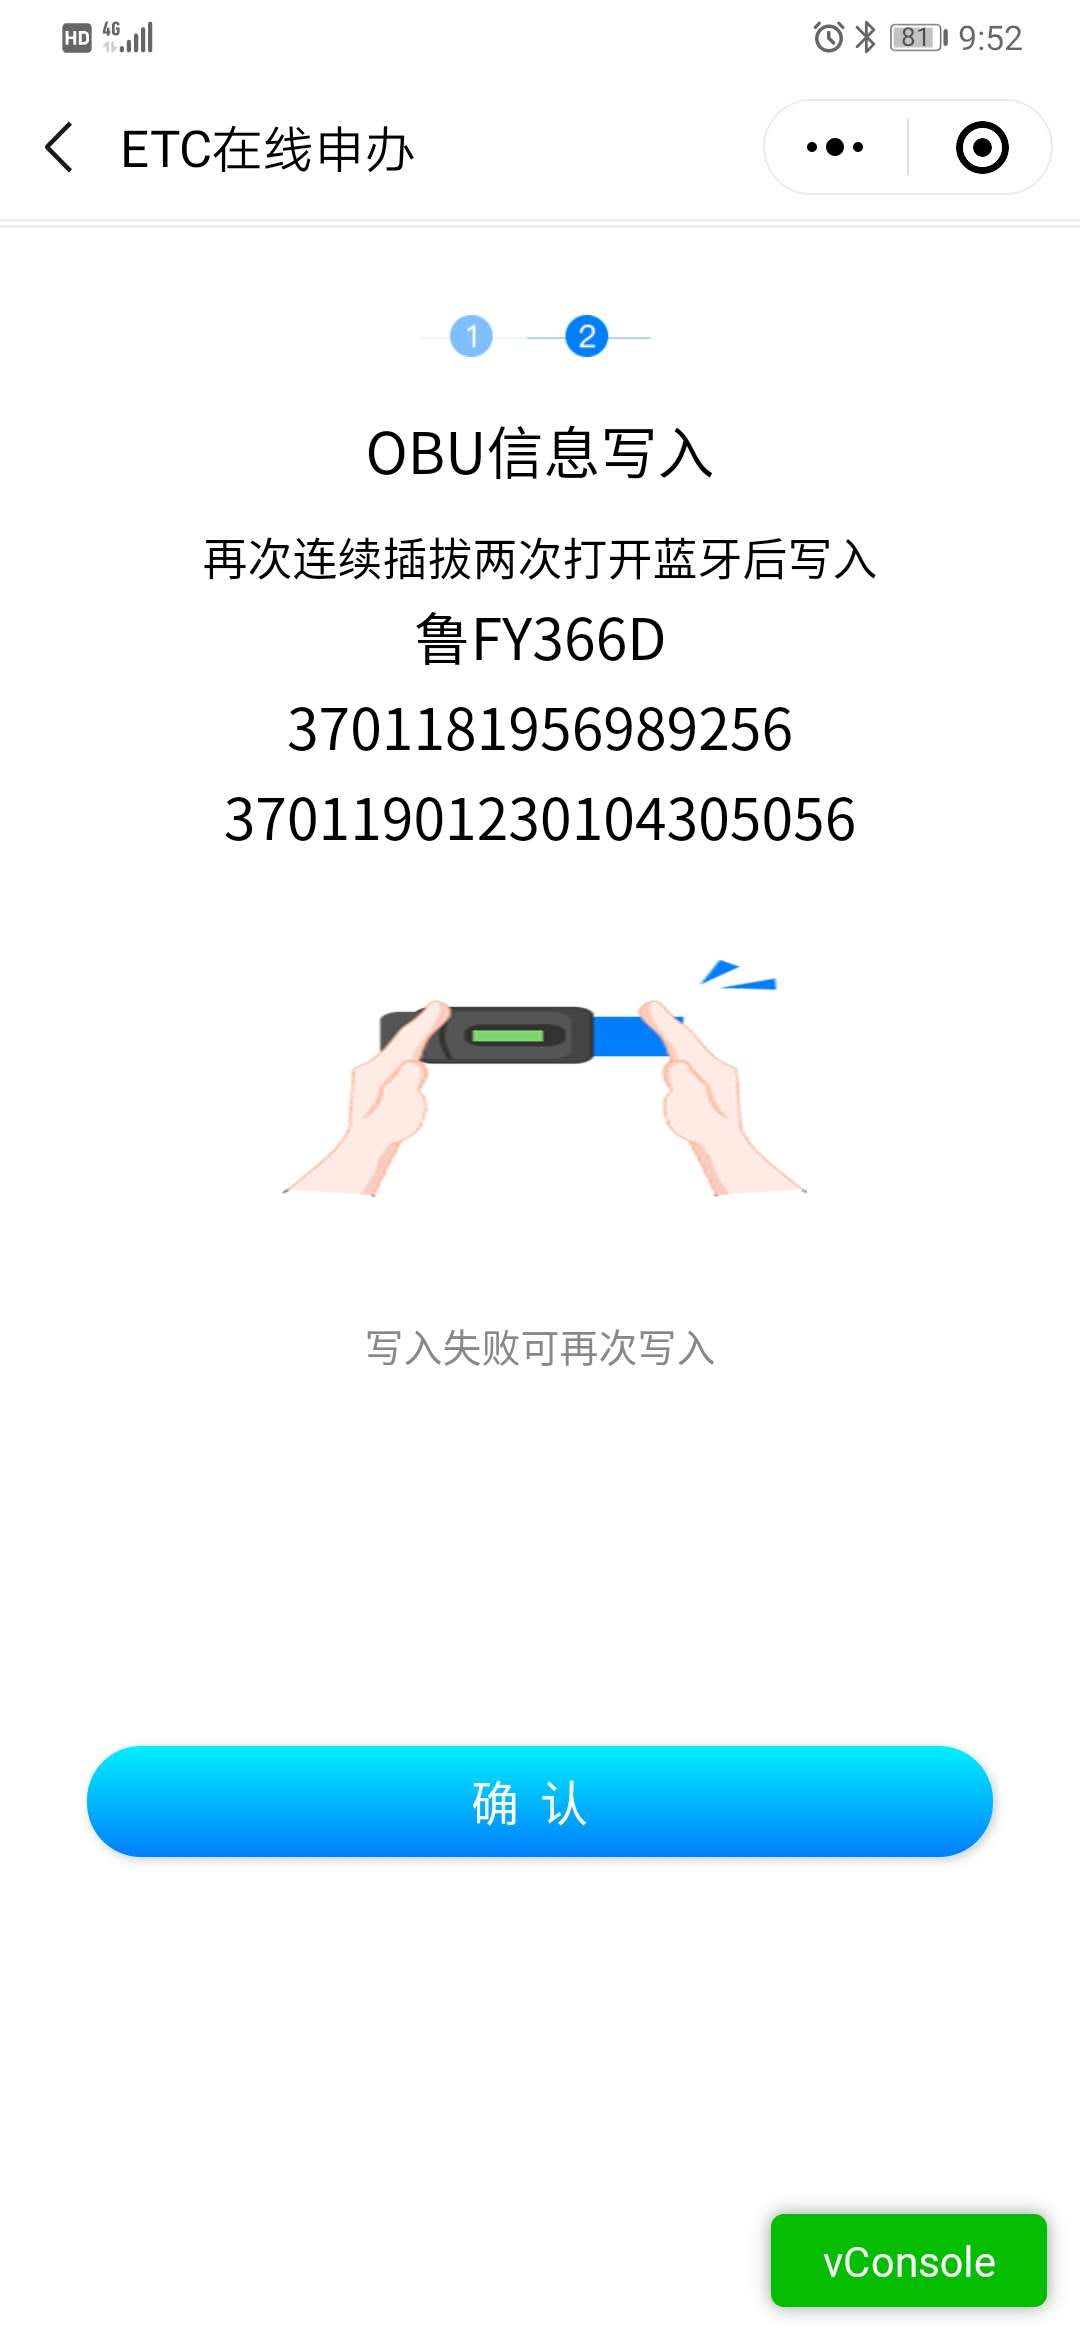 HD 4G 81 9:52
ETC在线申办
1 2
OBU信息写入
再次连续插拔两次打开蓝牙后写入
鲁FY366D
3701181956989256
37011901230104305056
写入失败可再次写入
确 认
vConsole